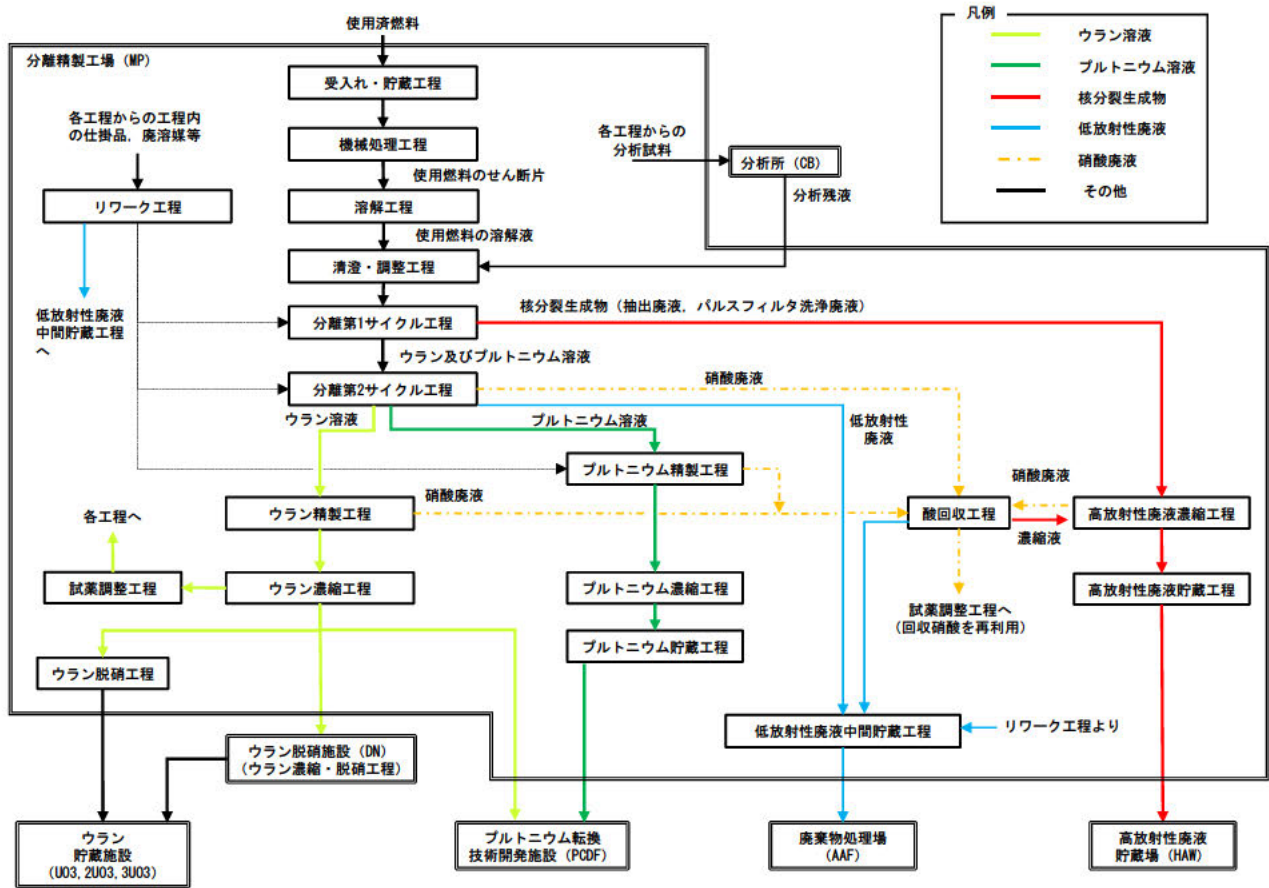 使用済燃料
分離精製工場（MP）
受入れ・貯蔵工程
各工程からの工程内
の仕掛品，廃溶媒等
機械処理工程
各工程からの
分析試料
分析所（CB）
使用燃料のせん断片
分析残液
リワーク工程
溶解工程
使用燃料の溶解液
清澄・調整工程
低放射性廃液
中間貯蔵工程
へ
核分裂生成物（抽出廃液，パルスフィルタ洗浄廃液）
分離第1サイクル工程
ウラン及びプルトニウム溶液
分離第2サイクル工程
硝酸廃液
ウラン溶液
プルトニウム溶液
低放射性
廃液
プルトニウム精製工程
硝酸廃液
硝酸廃液
各工程へ
ウラン精製工程
酸回収工程
高放射性廃液濃縮工程
濃縮液
試薬調整工程
ウラン濃縮工程
プルトニウム濃縮工程
高放射性廃液貯蔵工程
試薬調整工程へ
（回収硝酸を再利用）
プルトニウム貯蔵工程
ウラン脱硝工程
低放射性廃液中間貯蔵工程
リワーク工程より
ウラン脱硝施設（DN）
（ウラン濃縮・脱硝工程）
ウラン
貯蔵施設
（UO3,2UO3,3UO3）
プルトニウム転換
技術開発施設（PCDF）
廃棄物処理場
（AAF）
高放射性廃液
貯蔵場（HAW）
凡例
ウラン溶液
プルトニウム溶液
核分裂生成物
低放射性廃液
硝酸廃液
その他